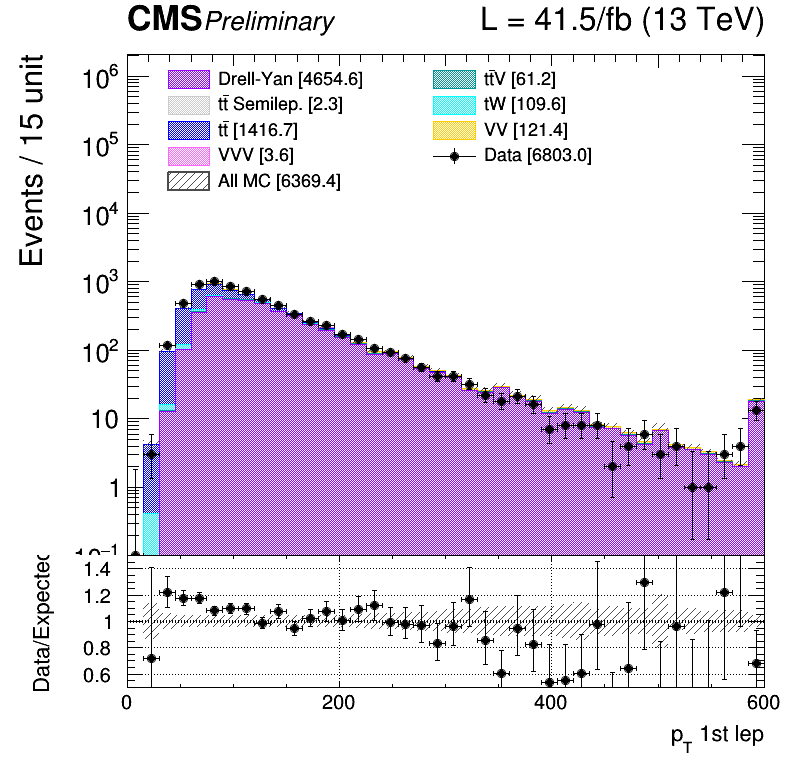 CMS Preliminary L = 41.5/fb (13 TeV)
Events / 15 unit
10⁶
10⁵
10⁴
10³
10²
10
1
10⁻¹
Drell-Yan [4654.6]
tt̄ Semilep. [2.3]
tt̄ [1416.7]
VVV [3.6]
All MC [6369.4]
tt̄V [61.2]
tW [109.6]
VV [121.4]
Data [6803.0]
Data/Expected
1.4
1.2
1
0.8
0.6
0 200 400 600
p_T 1st lep